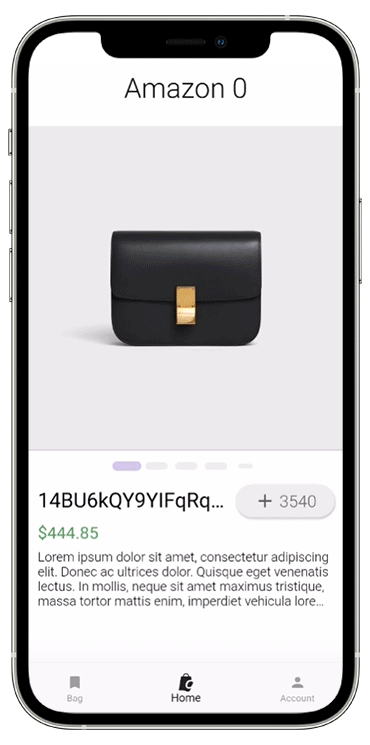 Amazon 0
14BU6kQY9YIFqRq...
+ 3540
$444.85
Lorem ipsum dolor sit amet, consectetur adipiscing
elit. Donec ac ultrices dolor. Quisque eget venenatis
lectus. In mollis, neque sit amet maximus tristique,
massa tortor mattis enim, imperdiet vehicula lore...
Bag
Home
Account